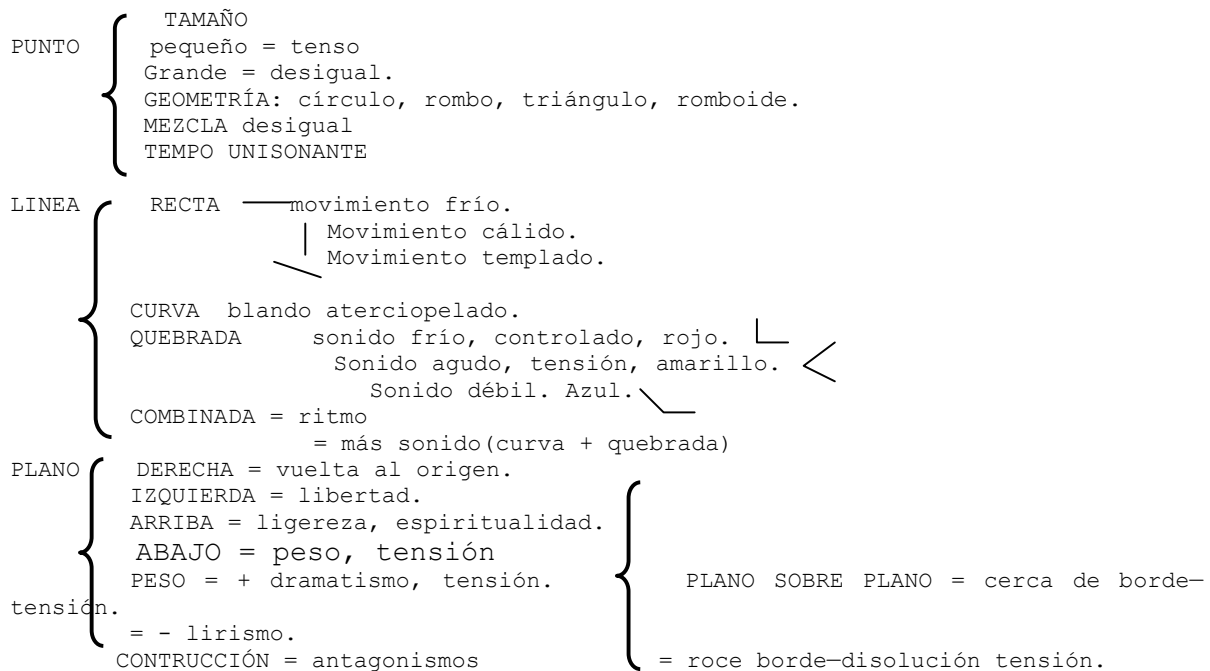 TAMAÑO
PUNTO pequeño = tenso
Grande = desigual.
GEOMETRÍA: círculo, rombo, triángulo, romboide.
MEZCLA desigual
TEMPO UNISONANTE
LINEA RECTA movimiento frío.
Movimiento cálido.
Movimiento templado.
CURVA blando aterciopelado.
QUEBRADA sonido frío, controlado, rojo.
Sonido agudo, tensión, amarillo.
Sonido débil. Azul.
COMBINADA = ritmo
= más sonido(curva + quebrada)
PLANO DERECHA = vuelta al origen.
IZQUIERDA = libertad.
ARRIBA = ligereza, espiritualidad.
ABAJO = peso, tensión
PESO = + dramatismo, tensión. PLANO SOBRE PLANO = cerca de borde—
tensión.
= - lirismo.
CONTRUCCIÓN = antagonismos = roce borde—disolución tensión.